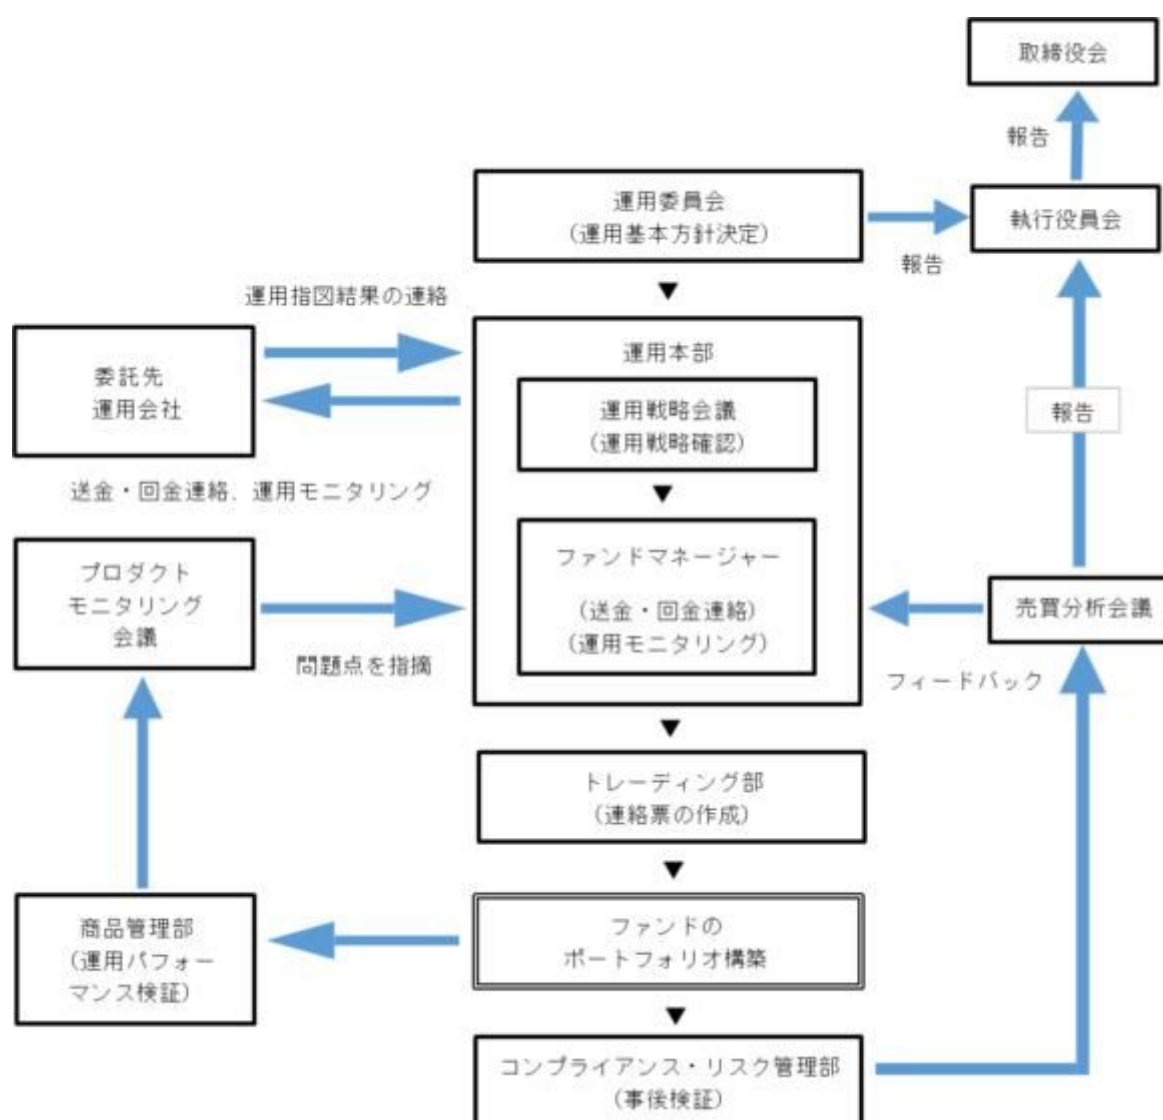 取締役会
報告
運用委員会
(運用基本方針決定)
執行役員会
報告
運用指図結果の連絡
委託先
運用会社
運用本部
運用戦略会議
(運用戦略確認)
報告
送金・回金連絡、運用モニタリング
プロダクト
モニタリング
会議
ファンドマネージャー
(送金・回金連絡)
(運用モニタリング)
売買分析会議
問題点を指摘
フィードバック
トレーディング部
(連絡票の作成)
商品管理部
(運用パフォー
マンス検証)
ファンドの
ポートフォリオ構築
コンプライアンス・リスク管理部
(事後検証)